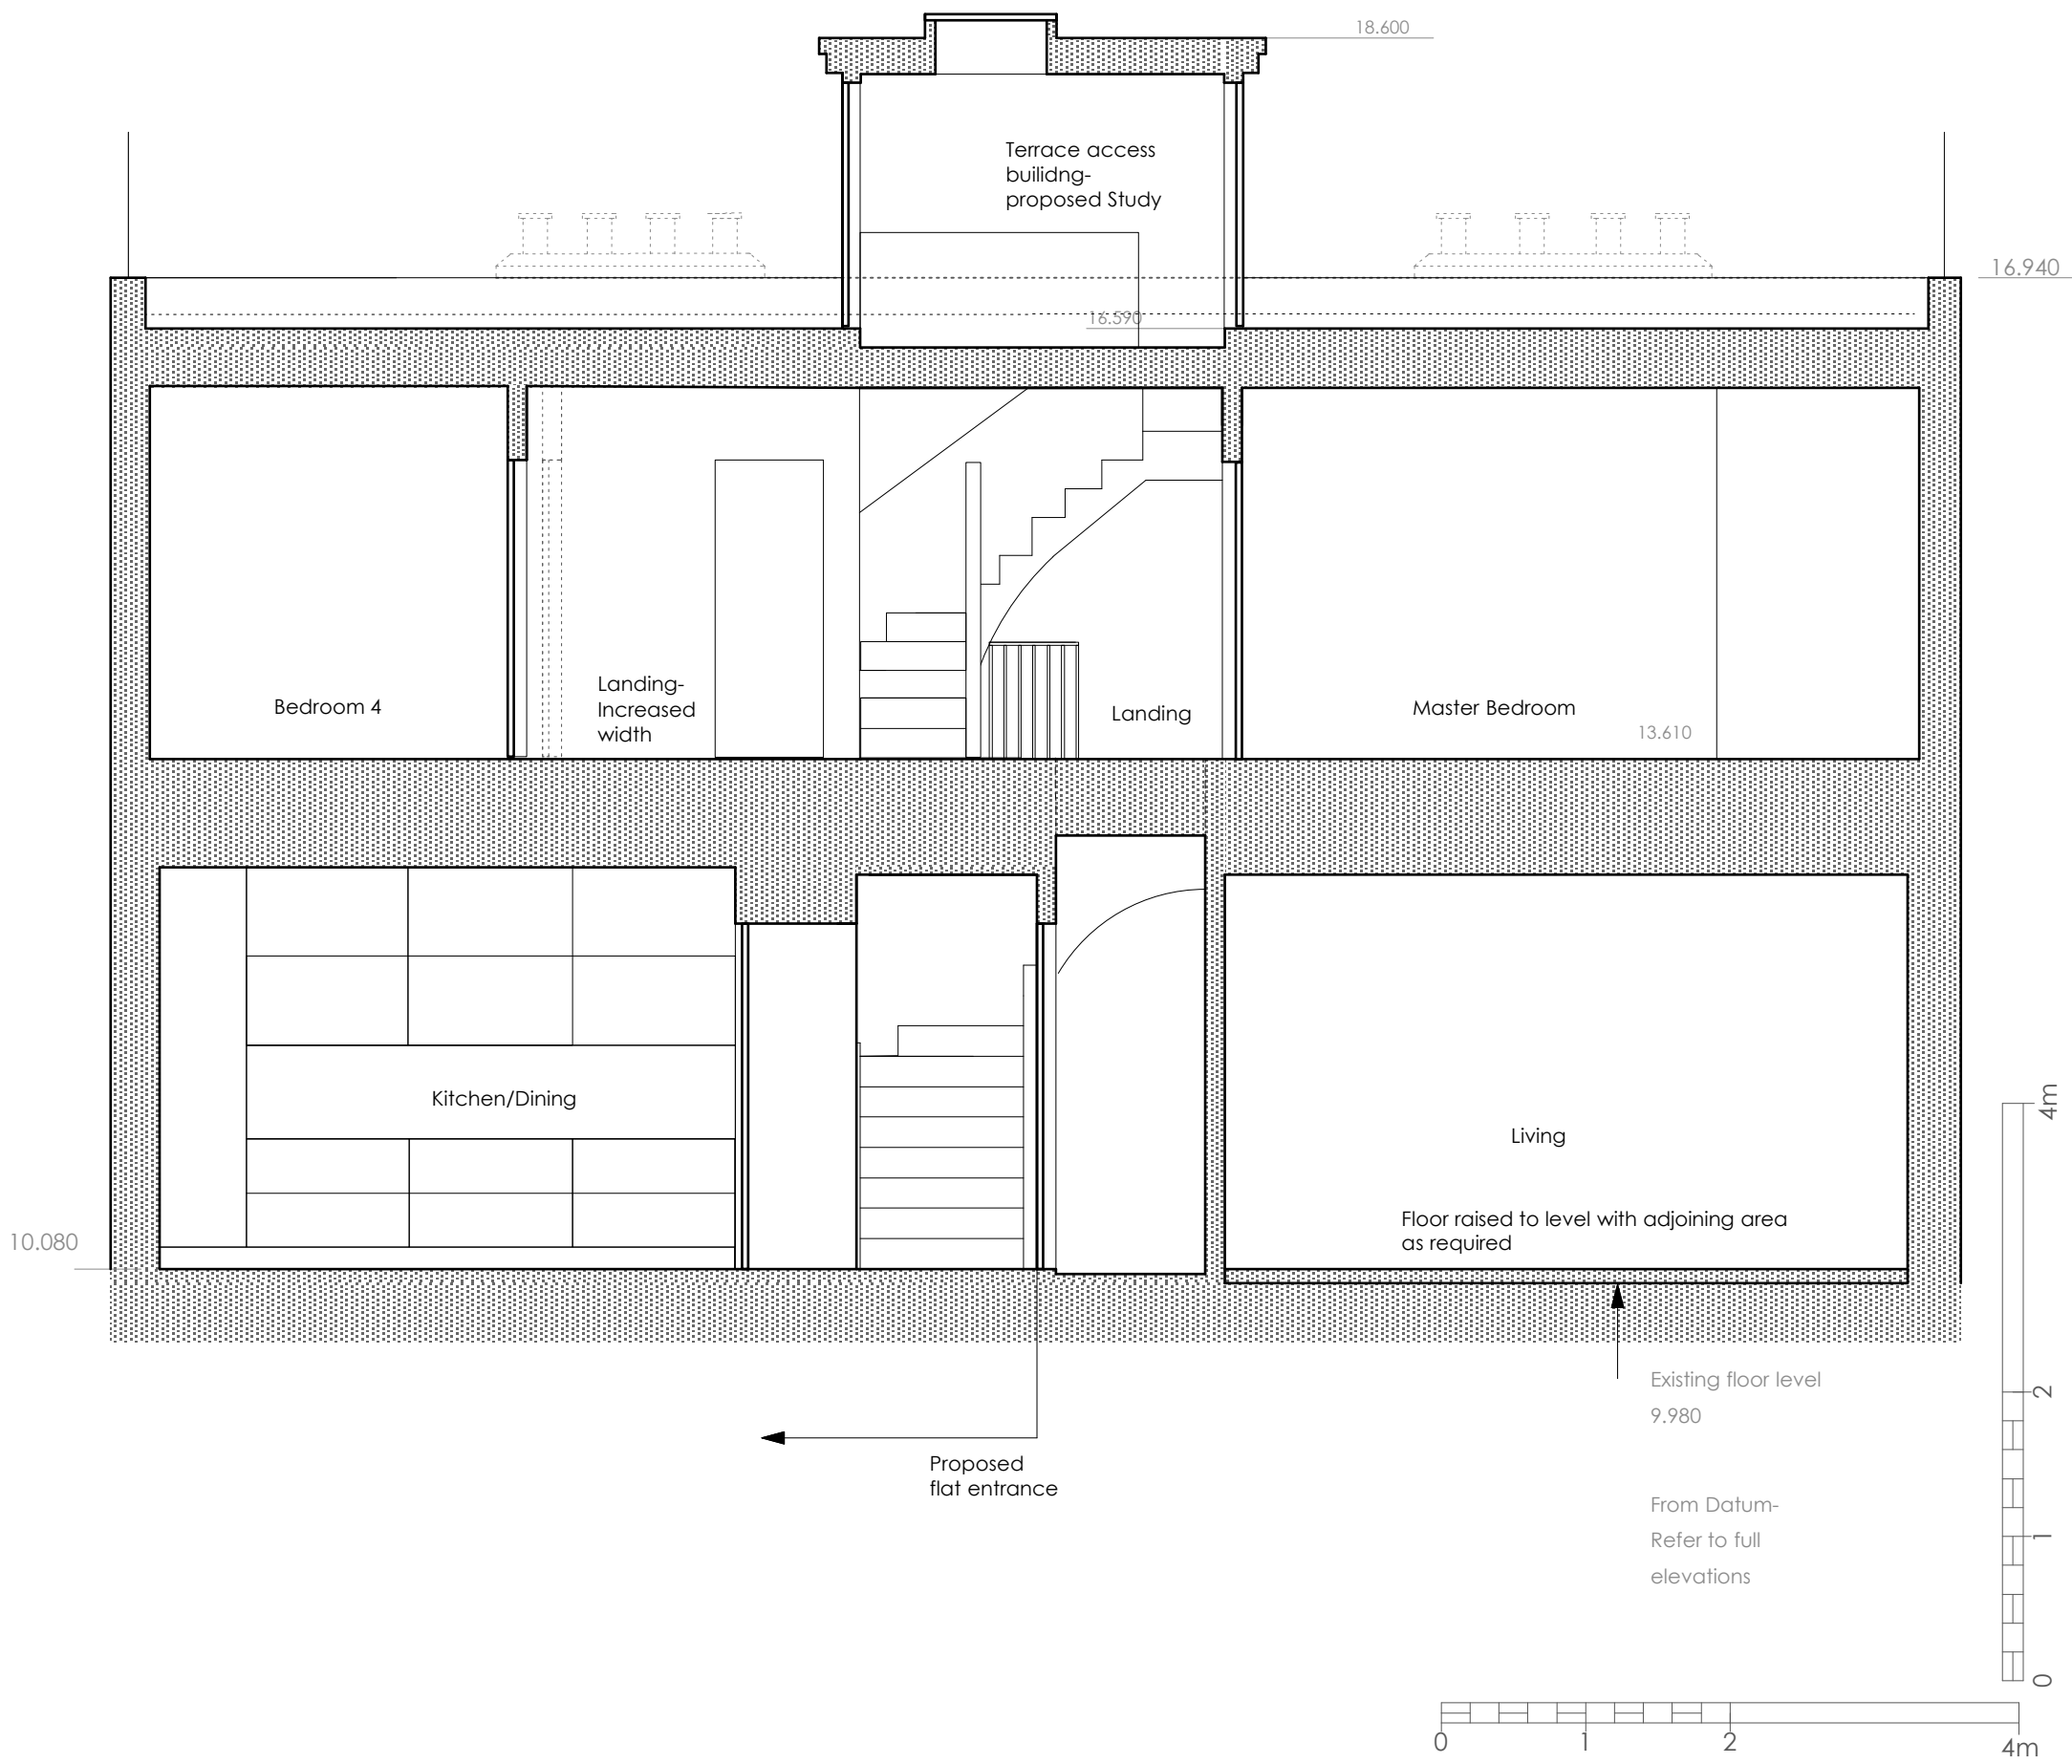 18.600
Terrace access
builidng-
proposed Study
16.940
16.590
Bedroom 4
Landing-
Increased
width
Landing
Master Bedroom
13.610
Kitchen/Dining
Living
Floor raised to level with adjoining area
as required
10.080
Existing floor level
9.980
Proposed
flat entrance
From Datum-
Refer to full
elevations
4m
2
1
0
0
1
2
4m